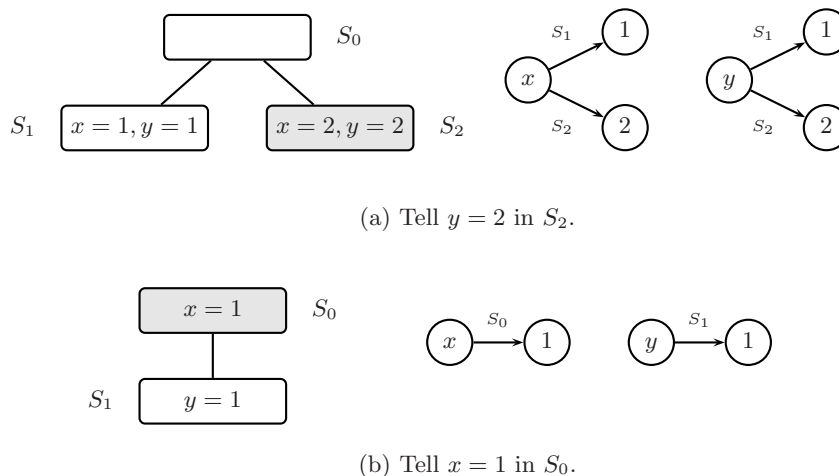 S₀
S₁ x = 1, y = 1 x = 2, y = 2 S₂
x S₁ 1 S₂ 2
y S₁ 1 S₂ 2
(a) Tell y = 2 in S₂.
x = 1 S₀
S₁ y = 1
x S₀ 1
y S₁ 1
(b) Tell x = 1 in S₀.